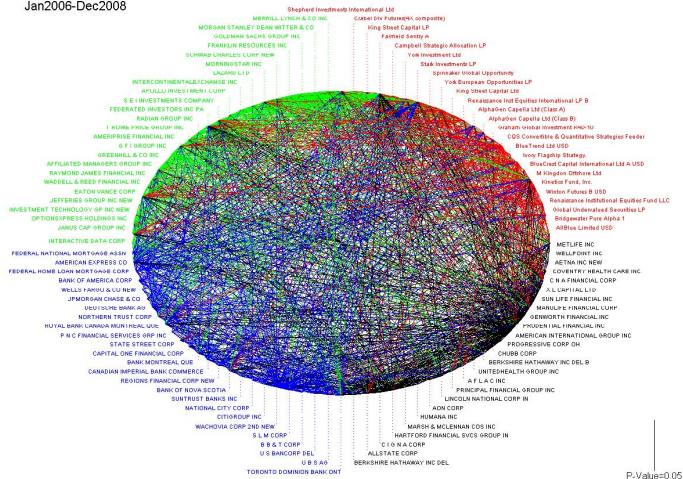 Jan2006-Dec2008
Shepherd Investments International Ltd
MERRILL LYNCH & CO INC
MORGAN STANLEY DEAN WITTER & CO
GOLDMAN SACHS GROUP INC
FRANKLIN RESOURCES INC
SCHWAB CHARLES CORP NEW
MORNINGSTAR INC
LAZARD LTD
INTERCONTINENTALEXCHANGE INC
APOLLO INVESTMENT CORP
S E I INVESTMENTS COMPANY
FEDERATED INVESTORS INC PA
RADIAN GROUP INC
T ROWE PRICE GROUP INC
AMERIPRISE FINANCIAL INC
G F I GROUP INC
GREENHILL & CO INC
AFFILIATED MANAGERS GROUP INC
RAYMOND JAMES FINANCIAL INC
WADDELL & REED FINANCIAL INC
EATON VANCE CORP
JEFFERIES GROUP INC NEW
INVESTMENT TECHNOLOGY GP INC NEW
OPTIONSXPRESS HOLDINGS INC
JANUS CAP GROUP INC
INTERACTIVE DATA CORP
FEDERAL NATIONAL MORTGAGE ASSN
AMERICAN EXPRESS CO
FEDERAL HOME LOAN MORTGAGE CORP
BANK OF AMERICA CORP
WELLS FARGO & CO NEW
JPMORGAN CHASE & CO
DEUTSCHE BANK AG
NORTHERN TRUST CORP
ROYAL BANK CANADA MONTREAL QUE
P N C FINANCIAL SERVICES GRP INC
STATE STREET CORP
CAPITAL ONE FINANCIAL CORP
BANK MONTREAL QUE
CANADIAN IMPERIAL BANK COMMERCE
REGIONS FINANCIAL CORP NEW
BANK OF NOVA SCOTIA
SUNTRUST BANKS INC
NATIONAL CITY CORP
CITIGROUP INC
WACHOVIA CORP 2ND NEW
S L M CORP
B B & T CORP
U S BANCORP DEL
U B S AG
TORONTO DOMINION BANK ONT
Citadel Div Futures(4X composite)
King Street Capital LP
Fairfield Sentry A
Campbell Strategic Allocation LP
York Investment Ltd
Stark Investments LP
Spinnaker Global Opportunity
York European Opportunities LP
King Street Capital Ltd
Renaissance Inst Equities International LP B
AlphaGen Capella Ltd (Class A)
AlphaGen Capella Ltd (Class B)
Graham Global Investment
CQS Convertible & Quantitative Strategies Feeder
BlueTrend Ltd USD
Ivory Flagship Strategy.
BlueCrest Capital International Ltd A USD
M Kingdon Offshore Ltd
Kinetics Fund, Inc.
Winton Futures B USD
Renaissance Institutional Equities Fund LLC
Global Undervalued Securities LP
Bridgewater Pure Alpha 1
AllBlue Limited USD
METLIFE INC
WELLPOINT INC
AETNA INC NEW
COVENTRY HEALTH CARE INC
C N A FINANCIAL CORP
X L CAPITAL LTD
SUN LIFE FINANCIAL INC
MANULIFE FINANCIAL CORP
GENWORTH FINANCIAL INC
PRUDENTIAL FINANCIAL INC
AMERICAN INTERNATIONAL GROUP INC
PROGRESSIVE CORP OH
CHUBB CORP
BERKSHIRE HATHAWAY INC DEL B
UNITEDHEALTH GROUP INC
A F L A C INC
PRINCIPAL FINANCIAL GROUP INC
LINCOLN NATIONAL CORP IN
AON CORP
HUMANA INC
MARSH & MCLENNAN COS INC
HARTFORD FINANCIAL SVCS GROUP IN
C I G N A CORP
ALLSTATE CORP
BERKSHIRE HATHAWAY INC DEL
P-Value=0.05